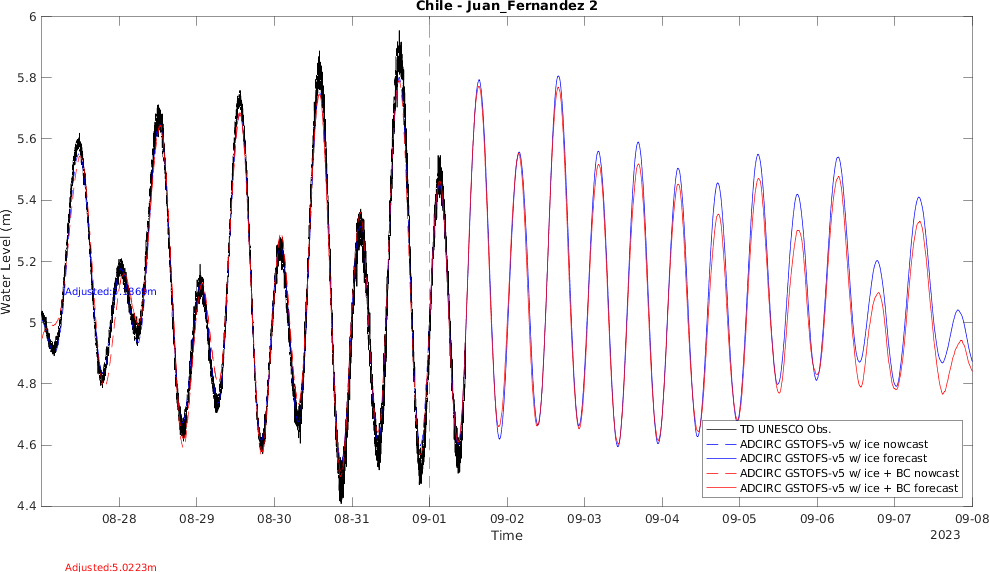 Chile - Juan_Fernandez 2
Water Level (m)
6
5.8
5.6
5.4
5.2
5
4.8
4.6
4.4
TD UNESCO Obs.
ADCIRC GSTOFS-v5 w/ ice nowcast
ADCIRC GSTOFS-v5 w/ ice forecast
ADCIRC GSTOFS-v5 w/ ice + BC nowcast
ADCIRC GSTOFS-v5 w/ ice + BC forecast
08-28 08-29 08-30 08-31 09-01 09-02 09-03 09-04 09-05 09-06 09-07 09-08
Time
2023
Adjusted:5.0223m